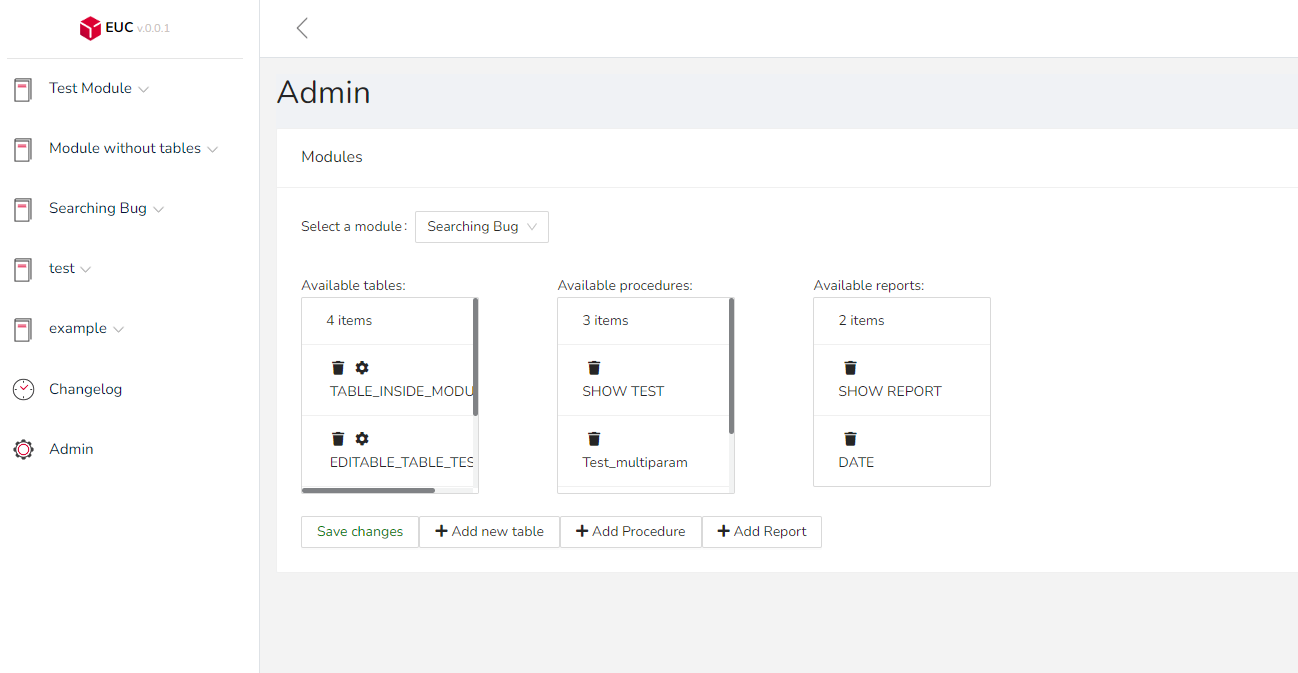 EUC v.0.0.1
Test Module
Module without tables
Searching Bug
test
example
Changelog
Admin
Admin
Modules
Select a module: Searching Bug
Available tables:
4 items
TABLE_INSIDE_MODU
EDITABLE_TABLE_TES
Available procedures:
3 items
SHOW TEST
Test_multiparam
Available reports:
2 items
SHOW REPORT
DATE
Save changes
Add new table
Add Procedure
Add Report